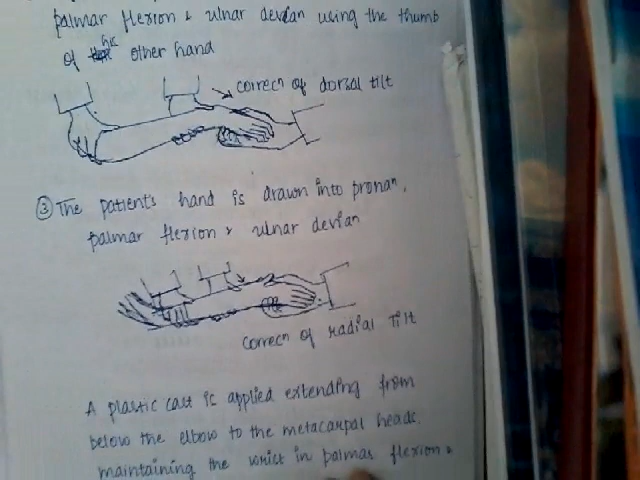 palmar flexion & ulnar devian using the thumb
of his other hand
correcn of dorsal tilt
③ The patients hand is drawn into pronan,
palmar flexion & ulnar devian
correcn of radial Tilt
A plastic cast is applied extending from
below the elbow to the metacarpal heads.
maintaining the wrist in palmar flexion &